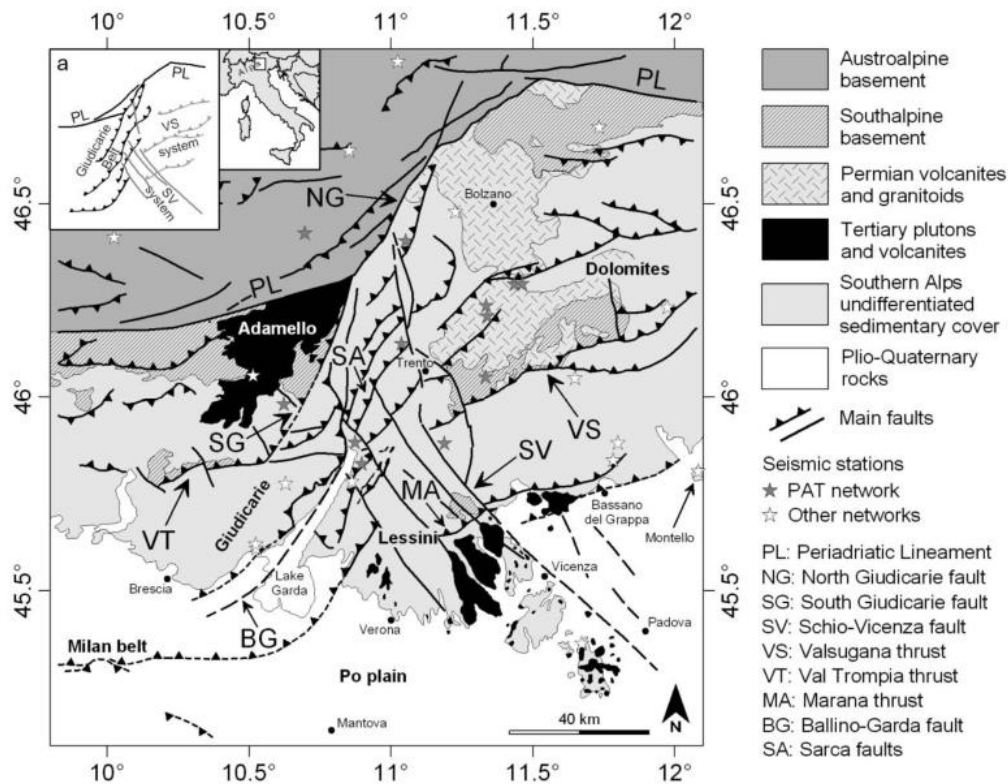 10°
10.5°
11°
11.5°
12°
a
PL
PL
Giudicarie
Belt
VS
system
SV
system
PL
NG
Bolzano
46.5°
46.5°
PL
Dolomites
Adamello
SA
Trento
46°
46°
SG
VS
SV
MA
Giudicarie
VT
Bassano
del Grappa
Montello
Lessini
45.5°
45.5°
Brescia
Lake
Garda
Vicenza
Verona
Padova
BG
Milan belt
Po plain
Mantova
40 km
N
10°
10.5°
11°
11.5°
12°
Austroalpine
basement
Southalpine
basement
Permian volcanites
and granitoids
Tertiary plutons
and volcanites
Southern Alps
undifferentiated
sedimentary cover
Plio-Quaternary
rocks
Main faults
Seismic stations
PAT network
Other networks
PL: Periadriatic Lineament
NG: North Giudicarie fault
SG: South Giudicarie fault
SV: Schio-Vicenza fault
VS: Valsugana thrust
VT: Val Trompia thrust
MA: Marana thrust
BG: Ballino-Garda fault
SA: Sarca faults